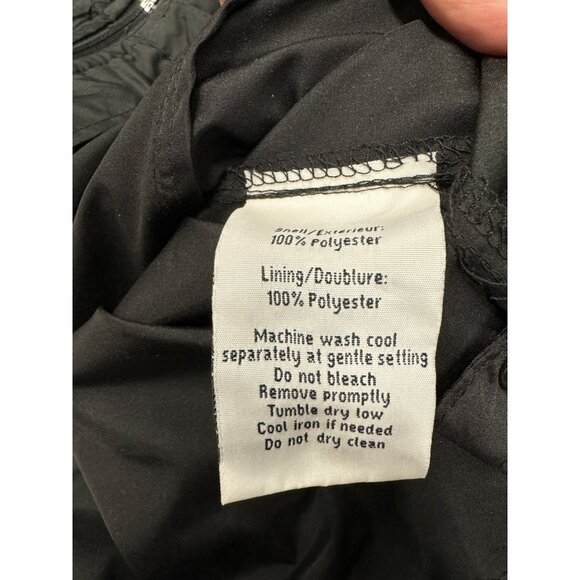 Shell/Extérieur:
100% Polyester
Lining/Doublure:
100% Polyester
Machine wash cool
separately at gentle setting
Do not bleach
Remove promptly
Tumble dry low
Cool iron if needed
Do not dry clean